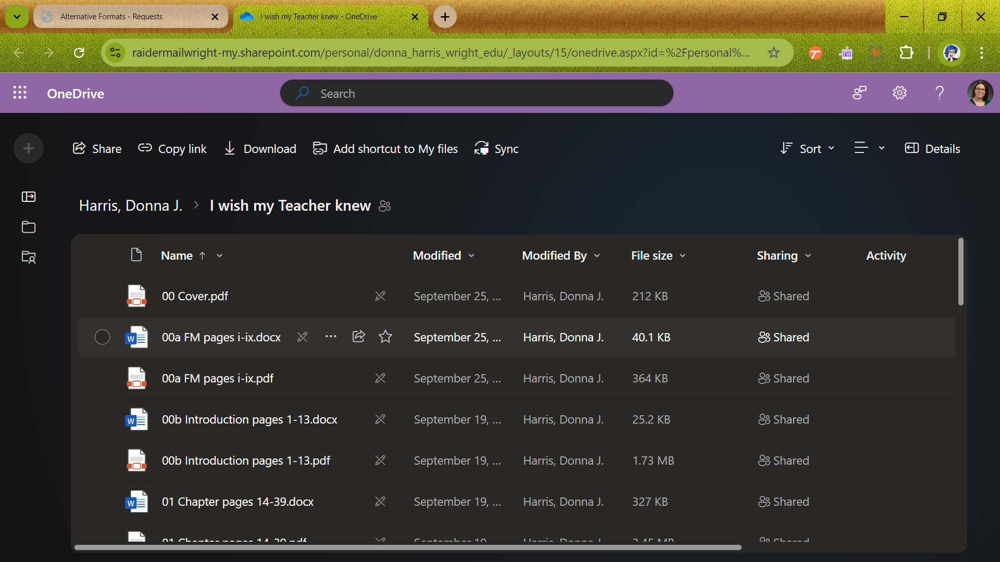 Alternative Formats - Requests
I wish my Teacher knew - OneDrive
raidermailwright-my.sharepoint.com/personal/donna_harris_wright_edu/_layouts/15/onedrive.aspx?id=%2Fpersonal%...
OneDrive
Search
Share
Copy link
Download
Add shortcut to My files
Sync
Sort
Details
Harris, Donna J. > I wish my Teacher knew
Name Modified Modified By File size Sharing Activity
00 Cover.pdf September 25, ... Harris, Donna J. 212 KB Shared
00a FM pages i-ix.docx September 25, ... Harris, Donna J. 40.1 KB Shared
00a FM pages i-ix.pdf September 25, ... Harris, Donna J. 364 KB Shared
00b Introduction pages 1-13.docx September 19, ... Harris, Donna J. 25.2 KB Shared
00b Introduction pages 1-13.pdf September 19, ... Harris, Donna J. 1.73 MB Shared
01 Chapter pages 14-39.docx September 19, ... Harris, Donna J. 327 KB Shared
01 Chapter pages 14-39.pdf September 19, ... Harris, Donna J. 2.45 MB Shared